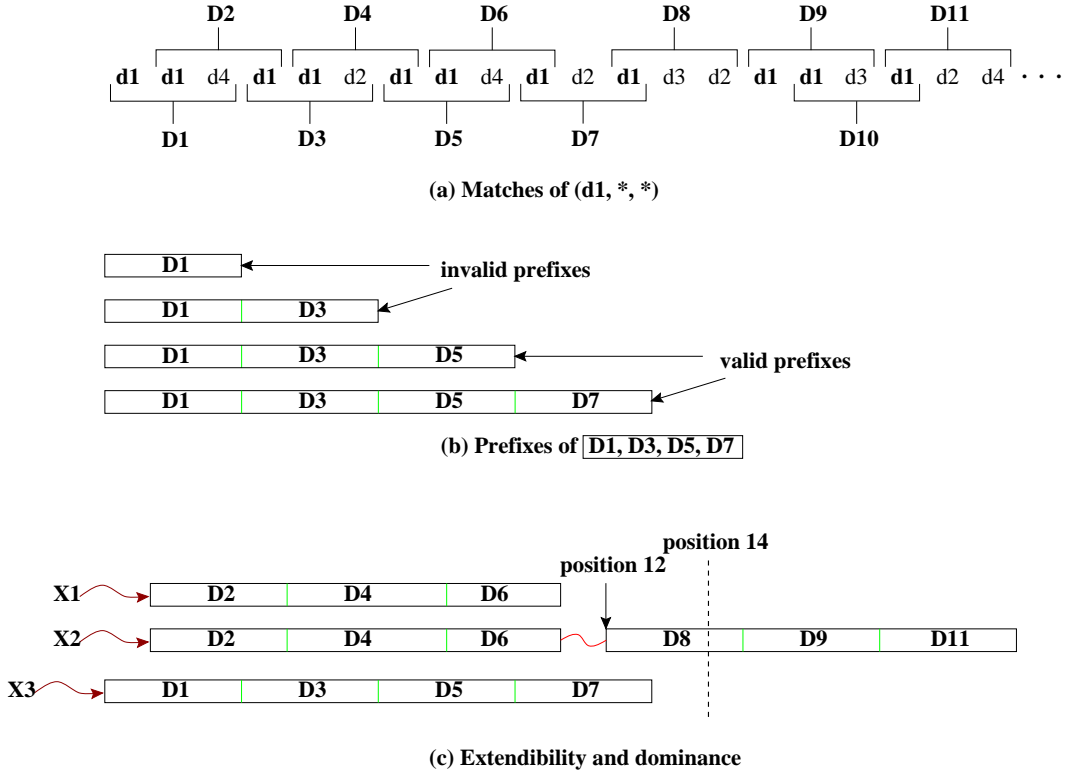 D2 D4 D6 D8 D9 D11
d1 d1 d4 d1 d1 d2 d1 d1 d4 d1 d2 d1 d3 d2 d1 d1 d3 d1 d2 d4 . . .
D1 D3 D5 D7 D10
(a) Matches of (d1, *, *)
D1
invalid prefixes
D1 D3
D1 D3 D5
valid prefixes
D1 D3 D5 D7
(b) Prefixes of D1, D3, D5, D7
position 14
position 12
X1 D2 D4 D6
X2 D2 D4 D6 D8 D9 D11
X3 D1 D3 D5 D7
(c) Extendibility and dominance